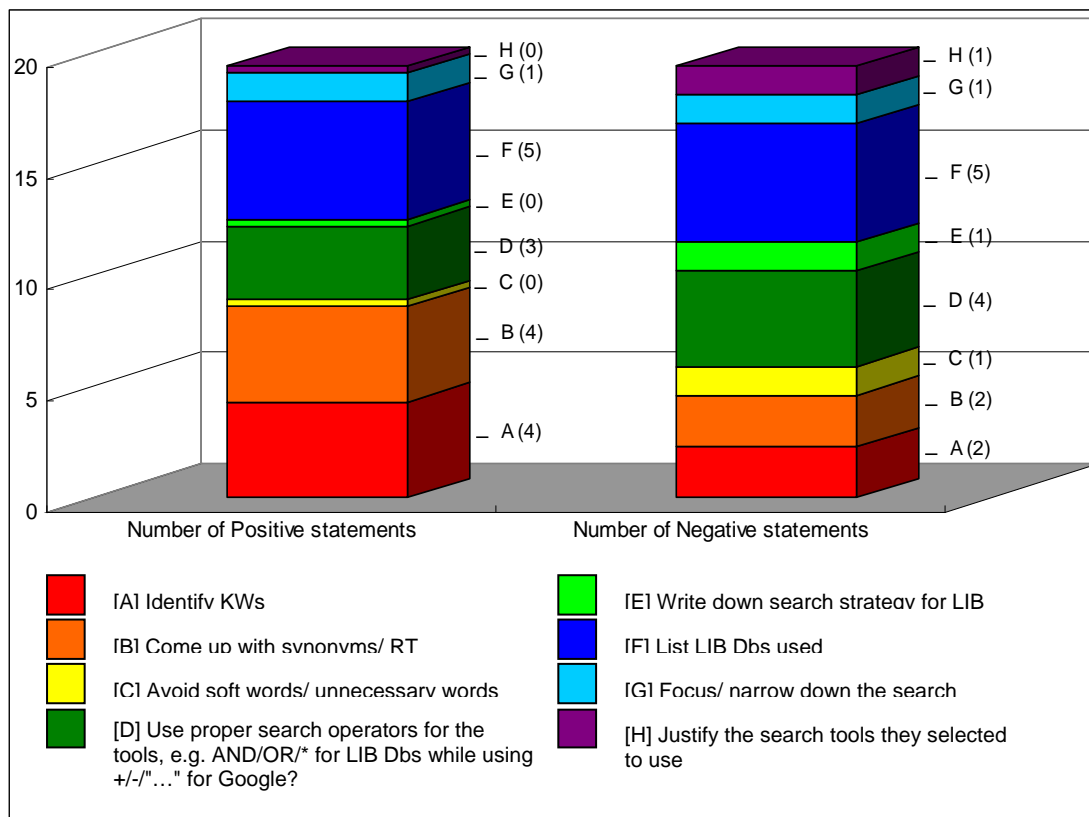 20
15
10
5
0
H (0)
G (1)
F (5)
E (0)
D (3)
C (0)
B (4)
A (4)
H (1)
G (1)
F (5)
E (1)
D (4)
C (1)
B (2)
A (2)
Number of Positive statements
Number of Negative statements
[A] Identify KWs
[B] Come up with synonyms/ RT
[C] Avoid soft words/ unnecessary words
[D] Use proper search operators for the
tools, e.g. AND/OR/* for LIB Dbs while using
+/-/"…" for Google?
[E] Write down search strategy for LIB
[F] List LIB Dbs used
[G] Focus/ narrow down the search
[H] Justify the search tools they selected
to use